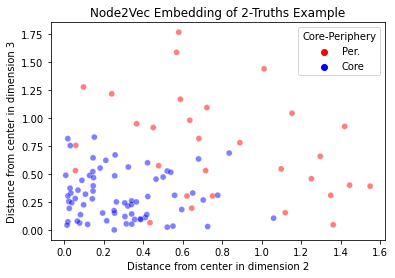 Node2Vec Embedding of 2-Truths Example
Core-Periphery
Per.
Core
Distance from center in dimension 3
1.75
1.50
1.25
1.00
0.75
0.50
0.25
0.00
0.0 0.2 0.4 0.6 0.8 1.0 1.2 1.4 1.6
Distance from center in dimension 2